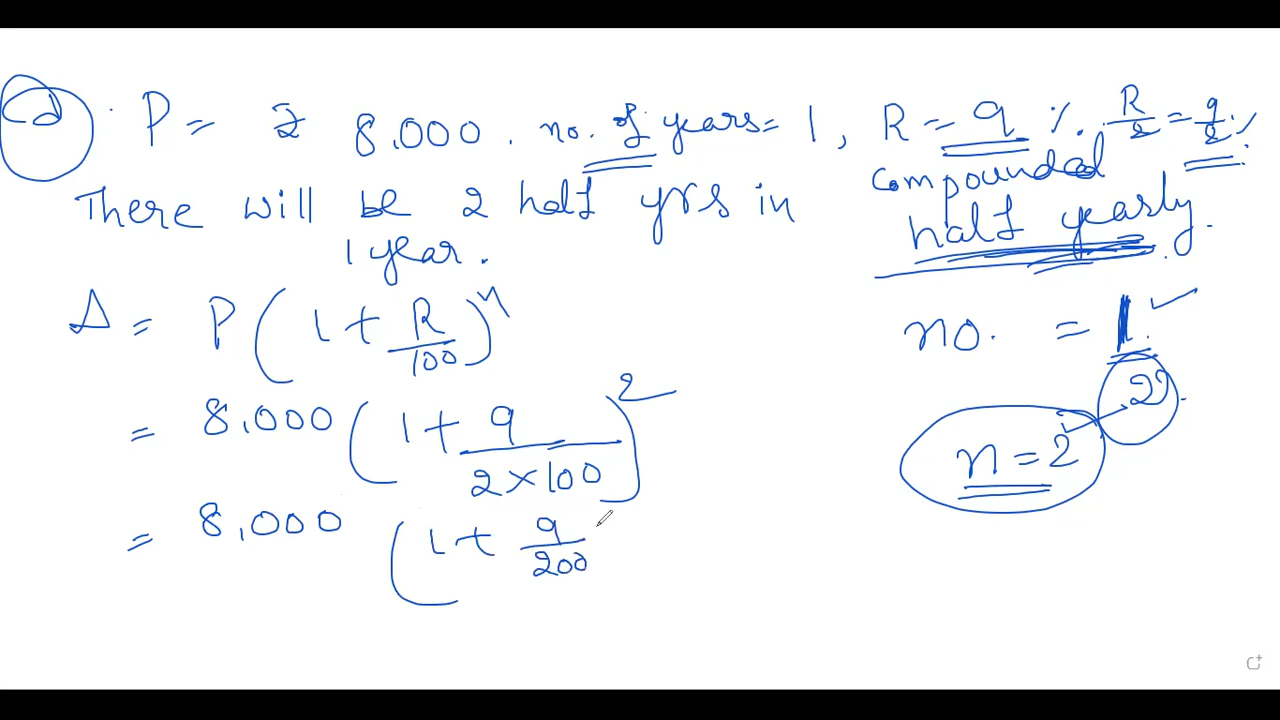 d. P = ₹ 8,000. no. of years = 1, R = 9 %. R/2 = 9/2 %.
compounded
half yearly.
There will be 2 half yrs in
1 year.
A = P ( 1 + R/100 )^n
no. = 1.
2
n = 2
= 8,000 ( 1 + 9/2×100 )^2
= 8,000 ( 1 + 9/200